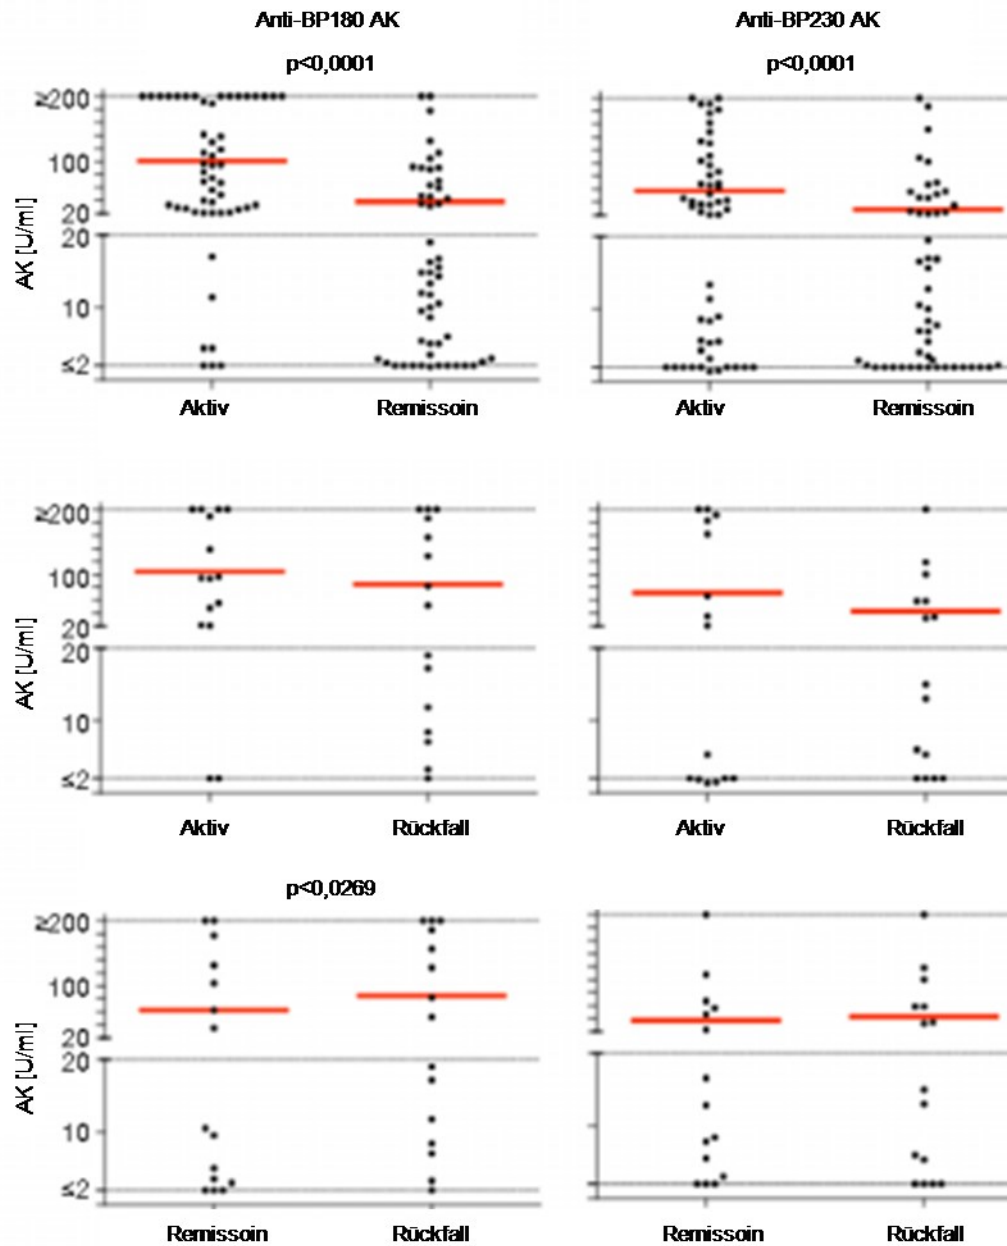 Anti-BP180 AK
Anti-BP230 AK
p<0,0001
p<0,0001
AK [U/ml]
≥200
100
20
20
10
≤2
Aktiv
Remissoin
Aktiv
Remissoin
AK [U/ml]
≥200
100
20
20
10
≤2
Aktiv
Rückfall
Aktiv
Rückfall
p<0,0269
AK [U/ml]
≥200
100
20
20
10
≤2
Remissoin
Rückfall
Remissoin
Rückfall